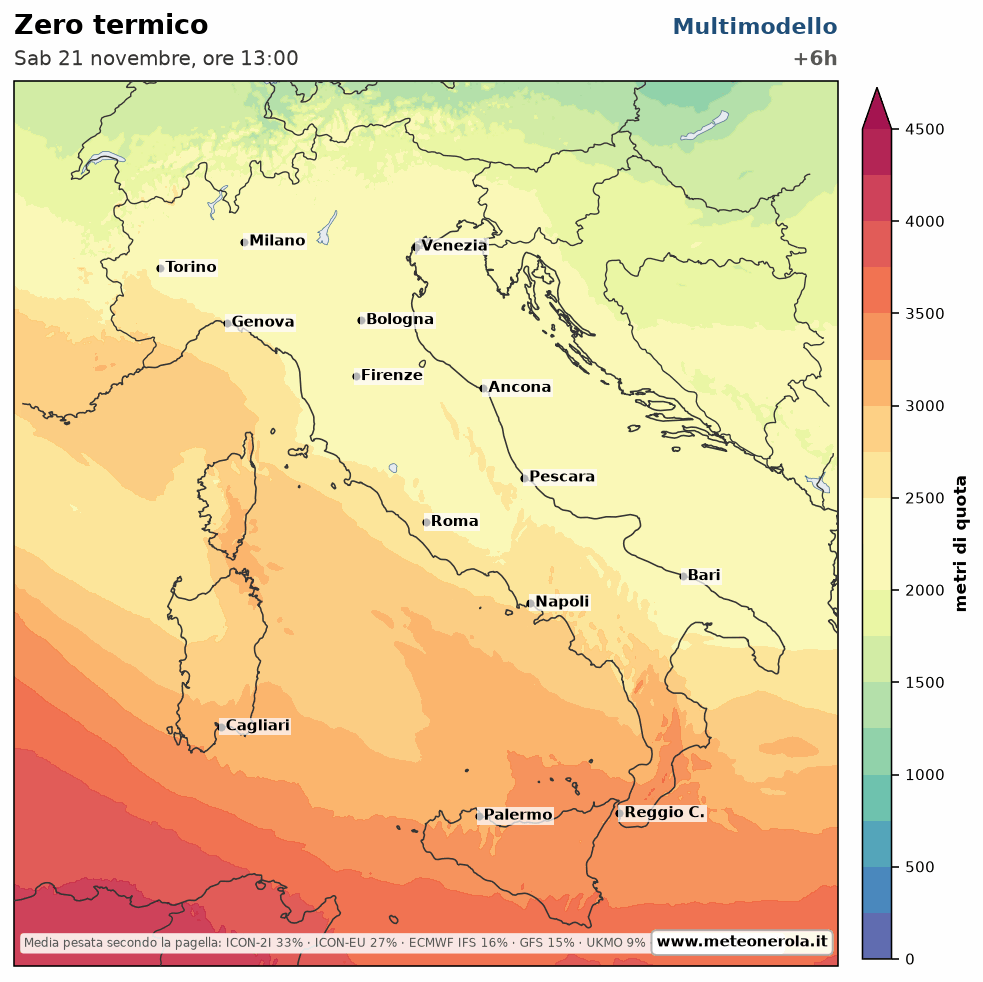 Zero termico
Multimodello
Sab 21 novembre, ore 13:00
+6h
4500
4000
3500
3000
2500
2000
1500
1000
500
0
metri di quota
Milano
Venezia
Torino
Genova
Bologna
Firenze
Ancona
Pescara
Roma
Bari
Napoli
Cagliari
Palermo
Reggio C.
Media pesata secondo la pagella: ICON-2I 33% · ICON-EU 27% · ECMWF IFS 16% · GFS 15% · UKMO 9%
www.meteonerola.it